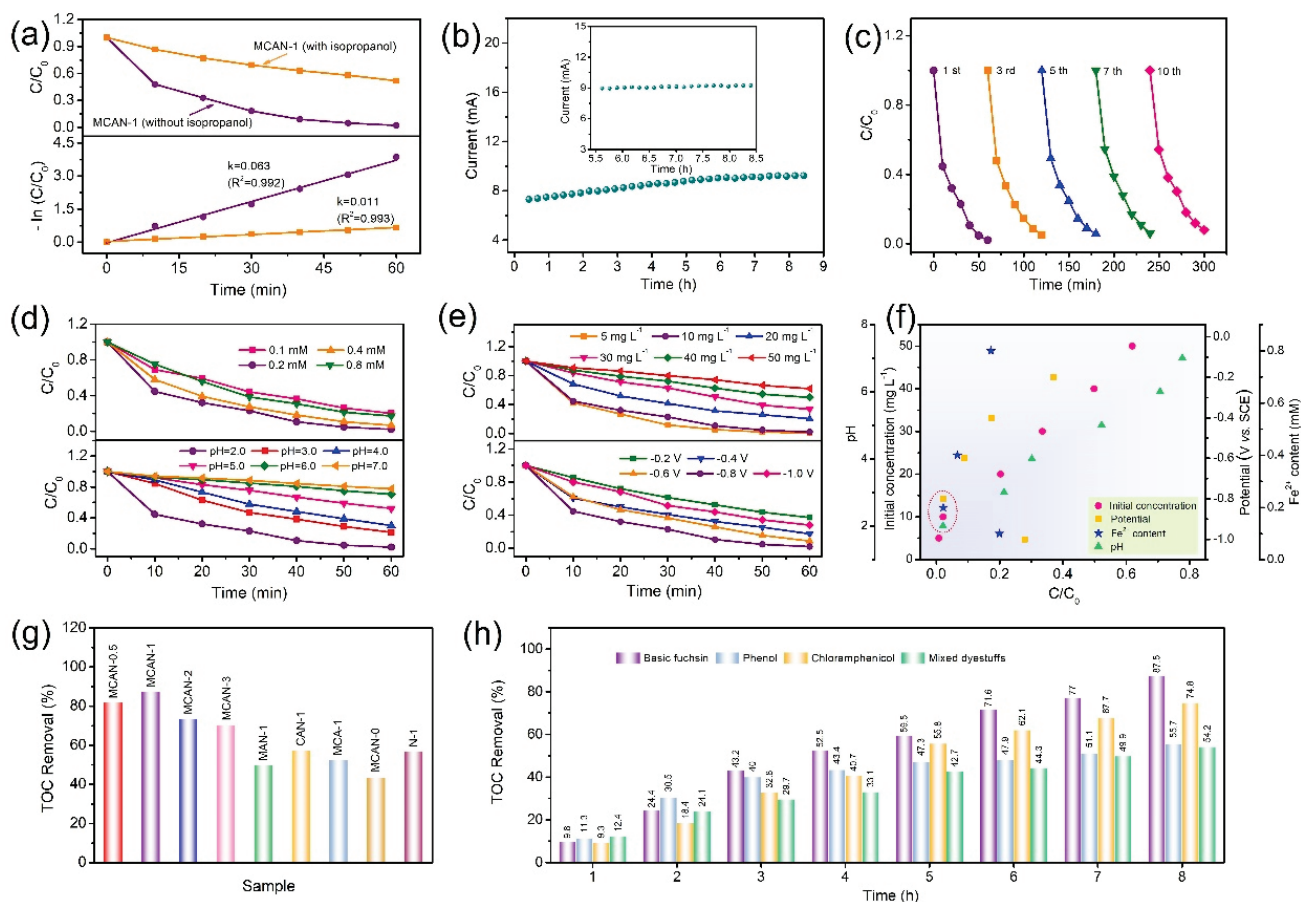 (a)
1.2
0.9
0.6
0.3
0.0
C/C0
MCAN-1 (with isopropanol)
MCAN-1 (without isopropanol)
4.5
3.0
1.5
0.0
- ln (C/C0)
k=0.063
(R2=0.992)
k=0.011
(R2=0.993)
0 15 30 45 60
Time (min)
(b)
20
16
12
8
4
Current (mA)
15
12
9
6
3
Current (mA)
5.5 6.0 6.5 7.0 7.5 8.0 8.5
Time (h)
0 1 2 3 4 5 6 7 8 9
Time (h)
(c)
1.2
0.8
0.4
0.0
C/C0
1 st 3 rd 5 th 7 th 10 th
0 50 100 150 200 250 300
Time (min)
(d)
1.2
0.8
0.4
0.0
C/C0
0.1 mM 0.4 mM
0.2 mM 0.8 mM
1.2
0.8
0.4
0.0
C/C0
pH=2.0 pH=3.0 pH=4.0
pH=5.0 pH=6.0 pH=7.0
0 10 20 30 40 50 60
Time (min)
(e)
1.2
0.8
0.4
0.0
C/C0
5 mg L-1 10 mg L-1 20 mg L-1
30 mg L-1 40 mg L-1 50 mg L-1
1.2
0.8
0.4
0.0
C/C0
-0.2 V -0.4 V
-0.6 V -0.8 V -1.0 V
0 10 20 30 40 50 60
Time (min)
(f)
8
6
4
2
pH
50
40
30
20
10
0
Initial concentration (mg L-1)
0.0
-0.2
-0.4
-0.6
-0.8
-1.0
Potential (V vs. SCE)
0.8
0.6
0.4
0.2
0.0
Fe2+ content (mM)
Initial concentration
Potential
Fe2 content
pH
0.0 0.2 0.4 0.6 0.8
C/C0
(g)
120
100
80
60
40
20
0
TOC Removal (%)
MCAN-0.5 MCAN-1 MCAN-2 MCAN-3 MAN-1 CAN-1 MCA-1 MCAN-0 N-1
Sample
(h)
100
80
60
40
20
0
TOC Removal (%)
Basic fuchsin Phenol Chloramphanicol Mixed dyestuffs
9.8 11.3 9.3 12.4
24.4 30.5 18.4 24.1
43.2 40 32.8 29.7
52.5 43.4 40.7 33.1
59.5 47.3 55.8 42.7
71.6 47.9 62.1 44.3
77 51.1 67.7 49.9
87.5 55.7 74.8 54.2
1 2 3 4 5 6 7 8
Time (h)